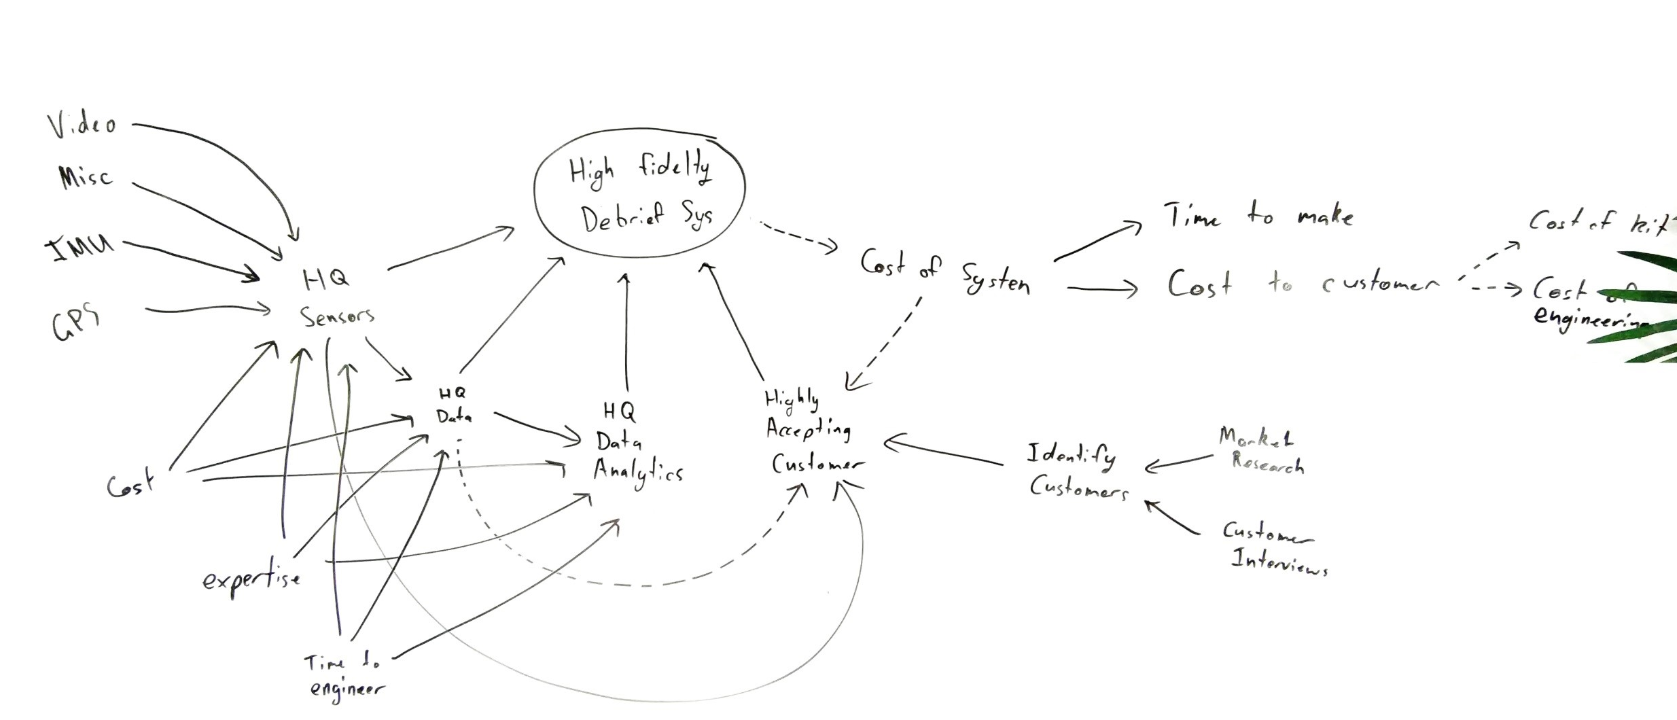 Video
Misc
IMU
GPS
HQ
Sensors
High fidelty
Debrief Sys
Cost of System
Time to make
Cost to customer
Cost of kit
Cost of
engineering
HQ
Data
HQ
Data
Analytics
Highly
Accepting
Customer
Identify
Customers
Market
Research
Customer
Interviews
Cost
expertise
Time to
engineer